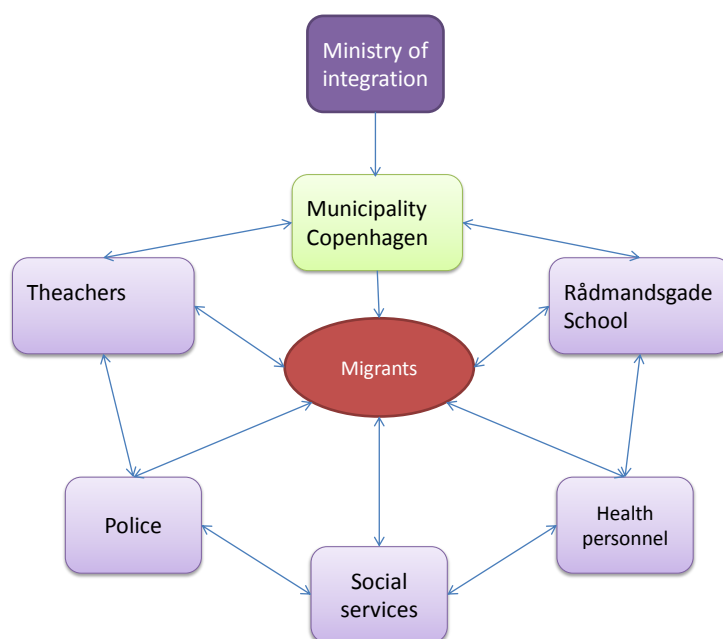 Ministry of
integration
Municipality
Copenhagen
Theachers
Rådmandsgade
School
Migrants
Police
Health
personnel
Social
services